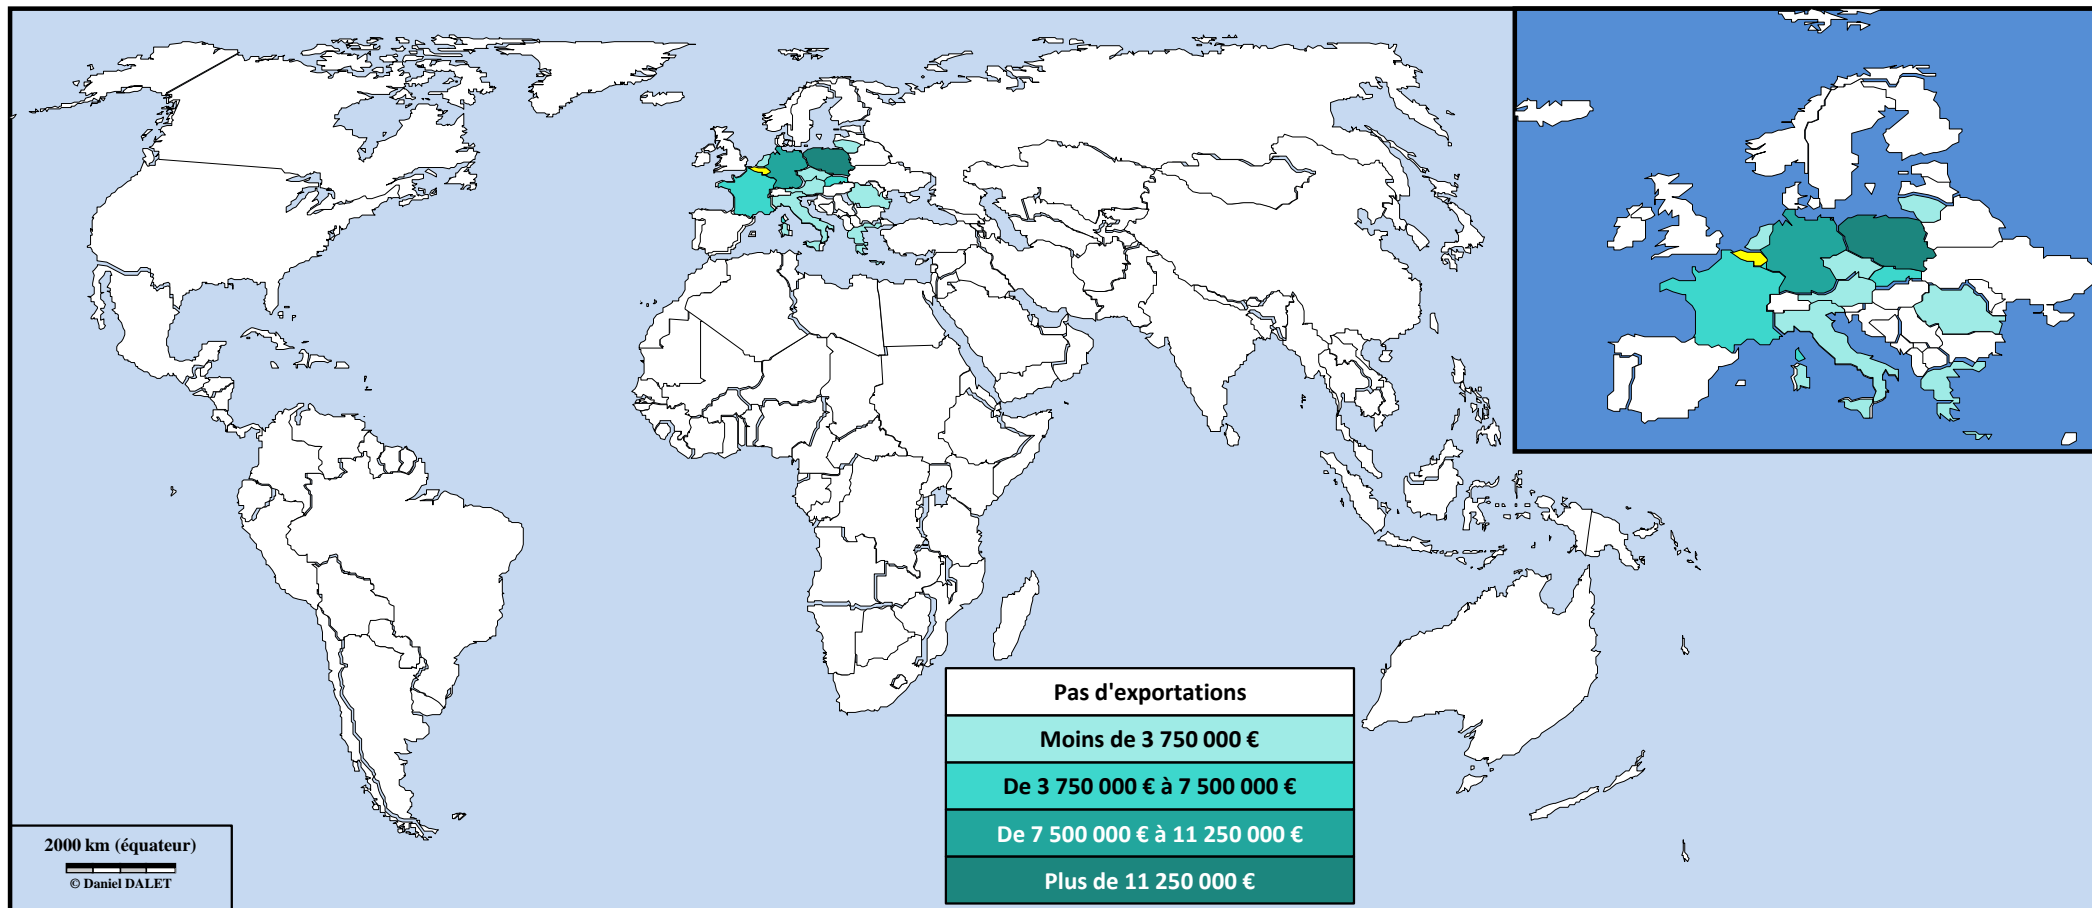 Pas d'exportations
Moins de 3 750 000 €
De 3 750 000 € à 7 500 000 €
De 7 500 000 € à 11 250 000 €
Plus de 11 250 000 €
2000 km (équateur)
© Daniel DALET